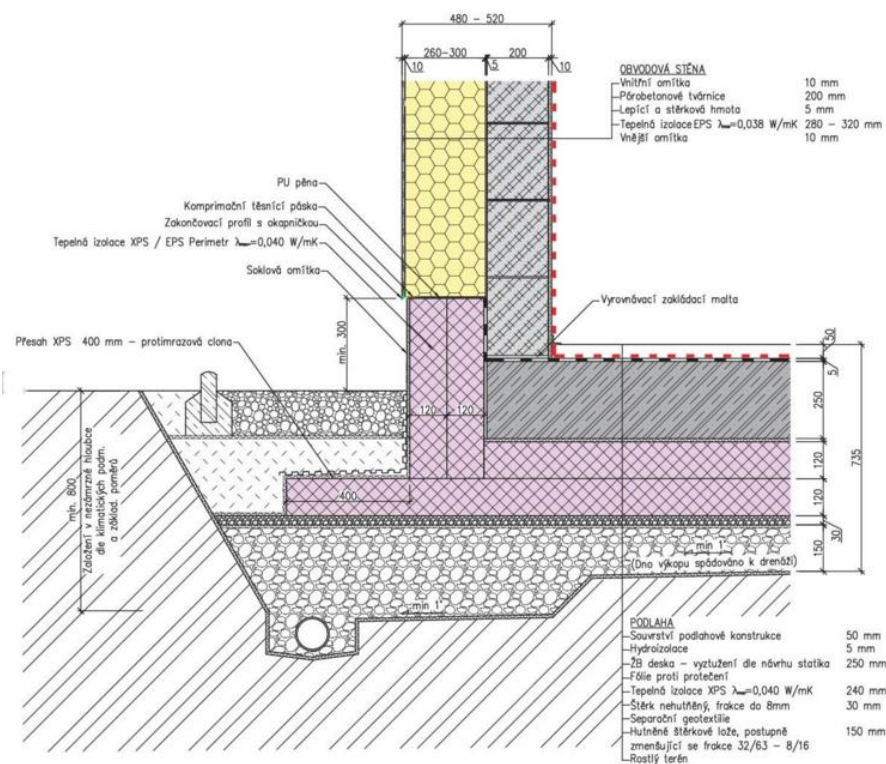 480 - 520
260-300
200
10
5
10
OBVODOVÁ STĚNA
Vnitřní omítka 10 mm
Pórobetonové tvárnice 200 mm
Lepící a stěrková hmota 5 mm
Tepelná izolace EPS =0,038 W/mK 280 - 320 mm
Vnější omítka 10 mm
PU pěna
Komprimační těsnící páska
Zakončovací profil s okapničkou
Tepelná izolace XPS / EPS Perimetr =0,040 W/mK
Soklová omítka
Vyrovnávací zakládací malta
min. 300
Přesah XPS 400 mm - protimrazová clona
50
5
250
120
120
30
150
735
120
120
400
min. 800
Založení v nezámrzné hloubce
dle klimatických podm.
a základ. poměrů
min 1°
(Dno výkopu spádováno k drenáži)
min 1°
PODLAHA
Souvrství podlahové konstrukce 50 mm
Hydroizolace 5 mm
ŽB deska - vyztužení dle návrhu statika 250 mm
Fólie proti protečení
Tepelná izolace XPS =0,040 W/mK 240 mm
Štěrk nehutněný, frakce do 8mm 30 mm
Separační geotextilie
Hutněné štěrkové lože, postupně 150 mm
zmenšující se frakce 32/63 - 8/16
Rostlý terén